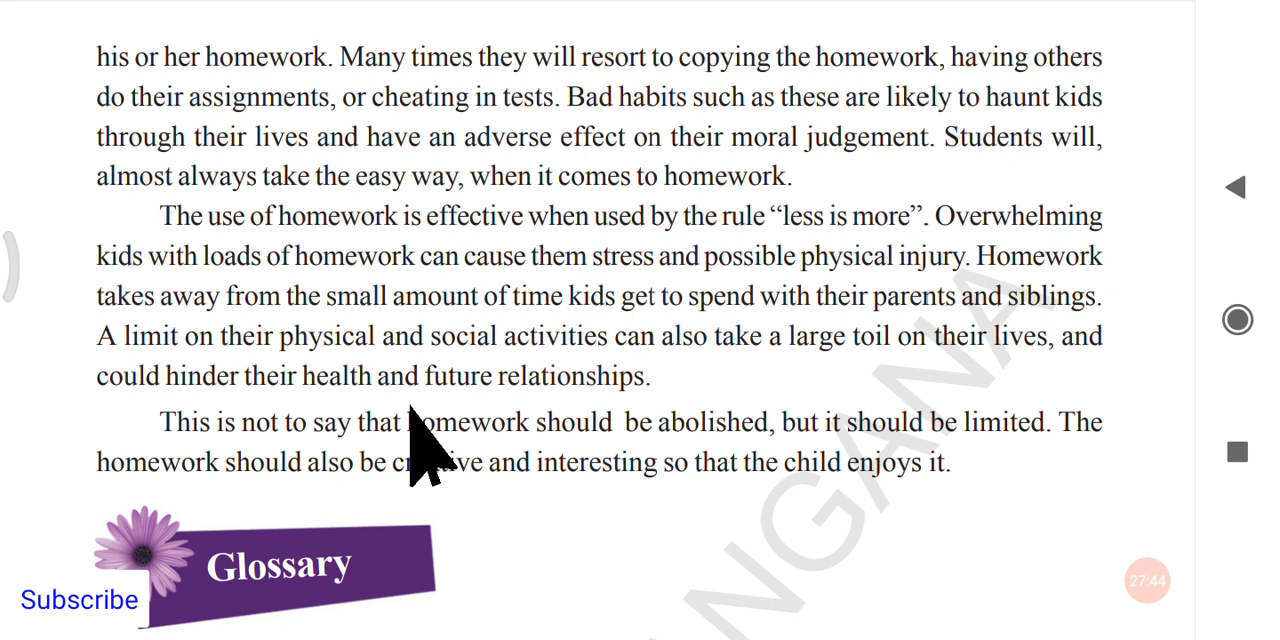 his or her homework. Many times they will resort to copying the homework, having others
do their assignments, or cheating in tests. Bad habits such as these are likely to haunt kids
through their lives and have an adverse effect on their moral judgement. Students will,
almost always take the easy way, when it comes to homework.
The use of homework is effective when used by the rule “less is more”. Overwhelming
kids with loads of homework can cause them stress and possible physical injury. Homework
takes away from the small amount of time kids get to spend with their parents and siblings.
A limit on their physical and social activities can also take a large toil on their lives, and
could hinder their health and future relationships.
This is not to say that homework should be abolished, but it should be limited. The
homework should also be creative and interesting so that the child enjoys it.
Glossary
Subscribe
27:44
NGANA